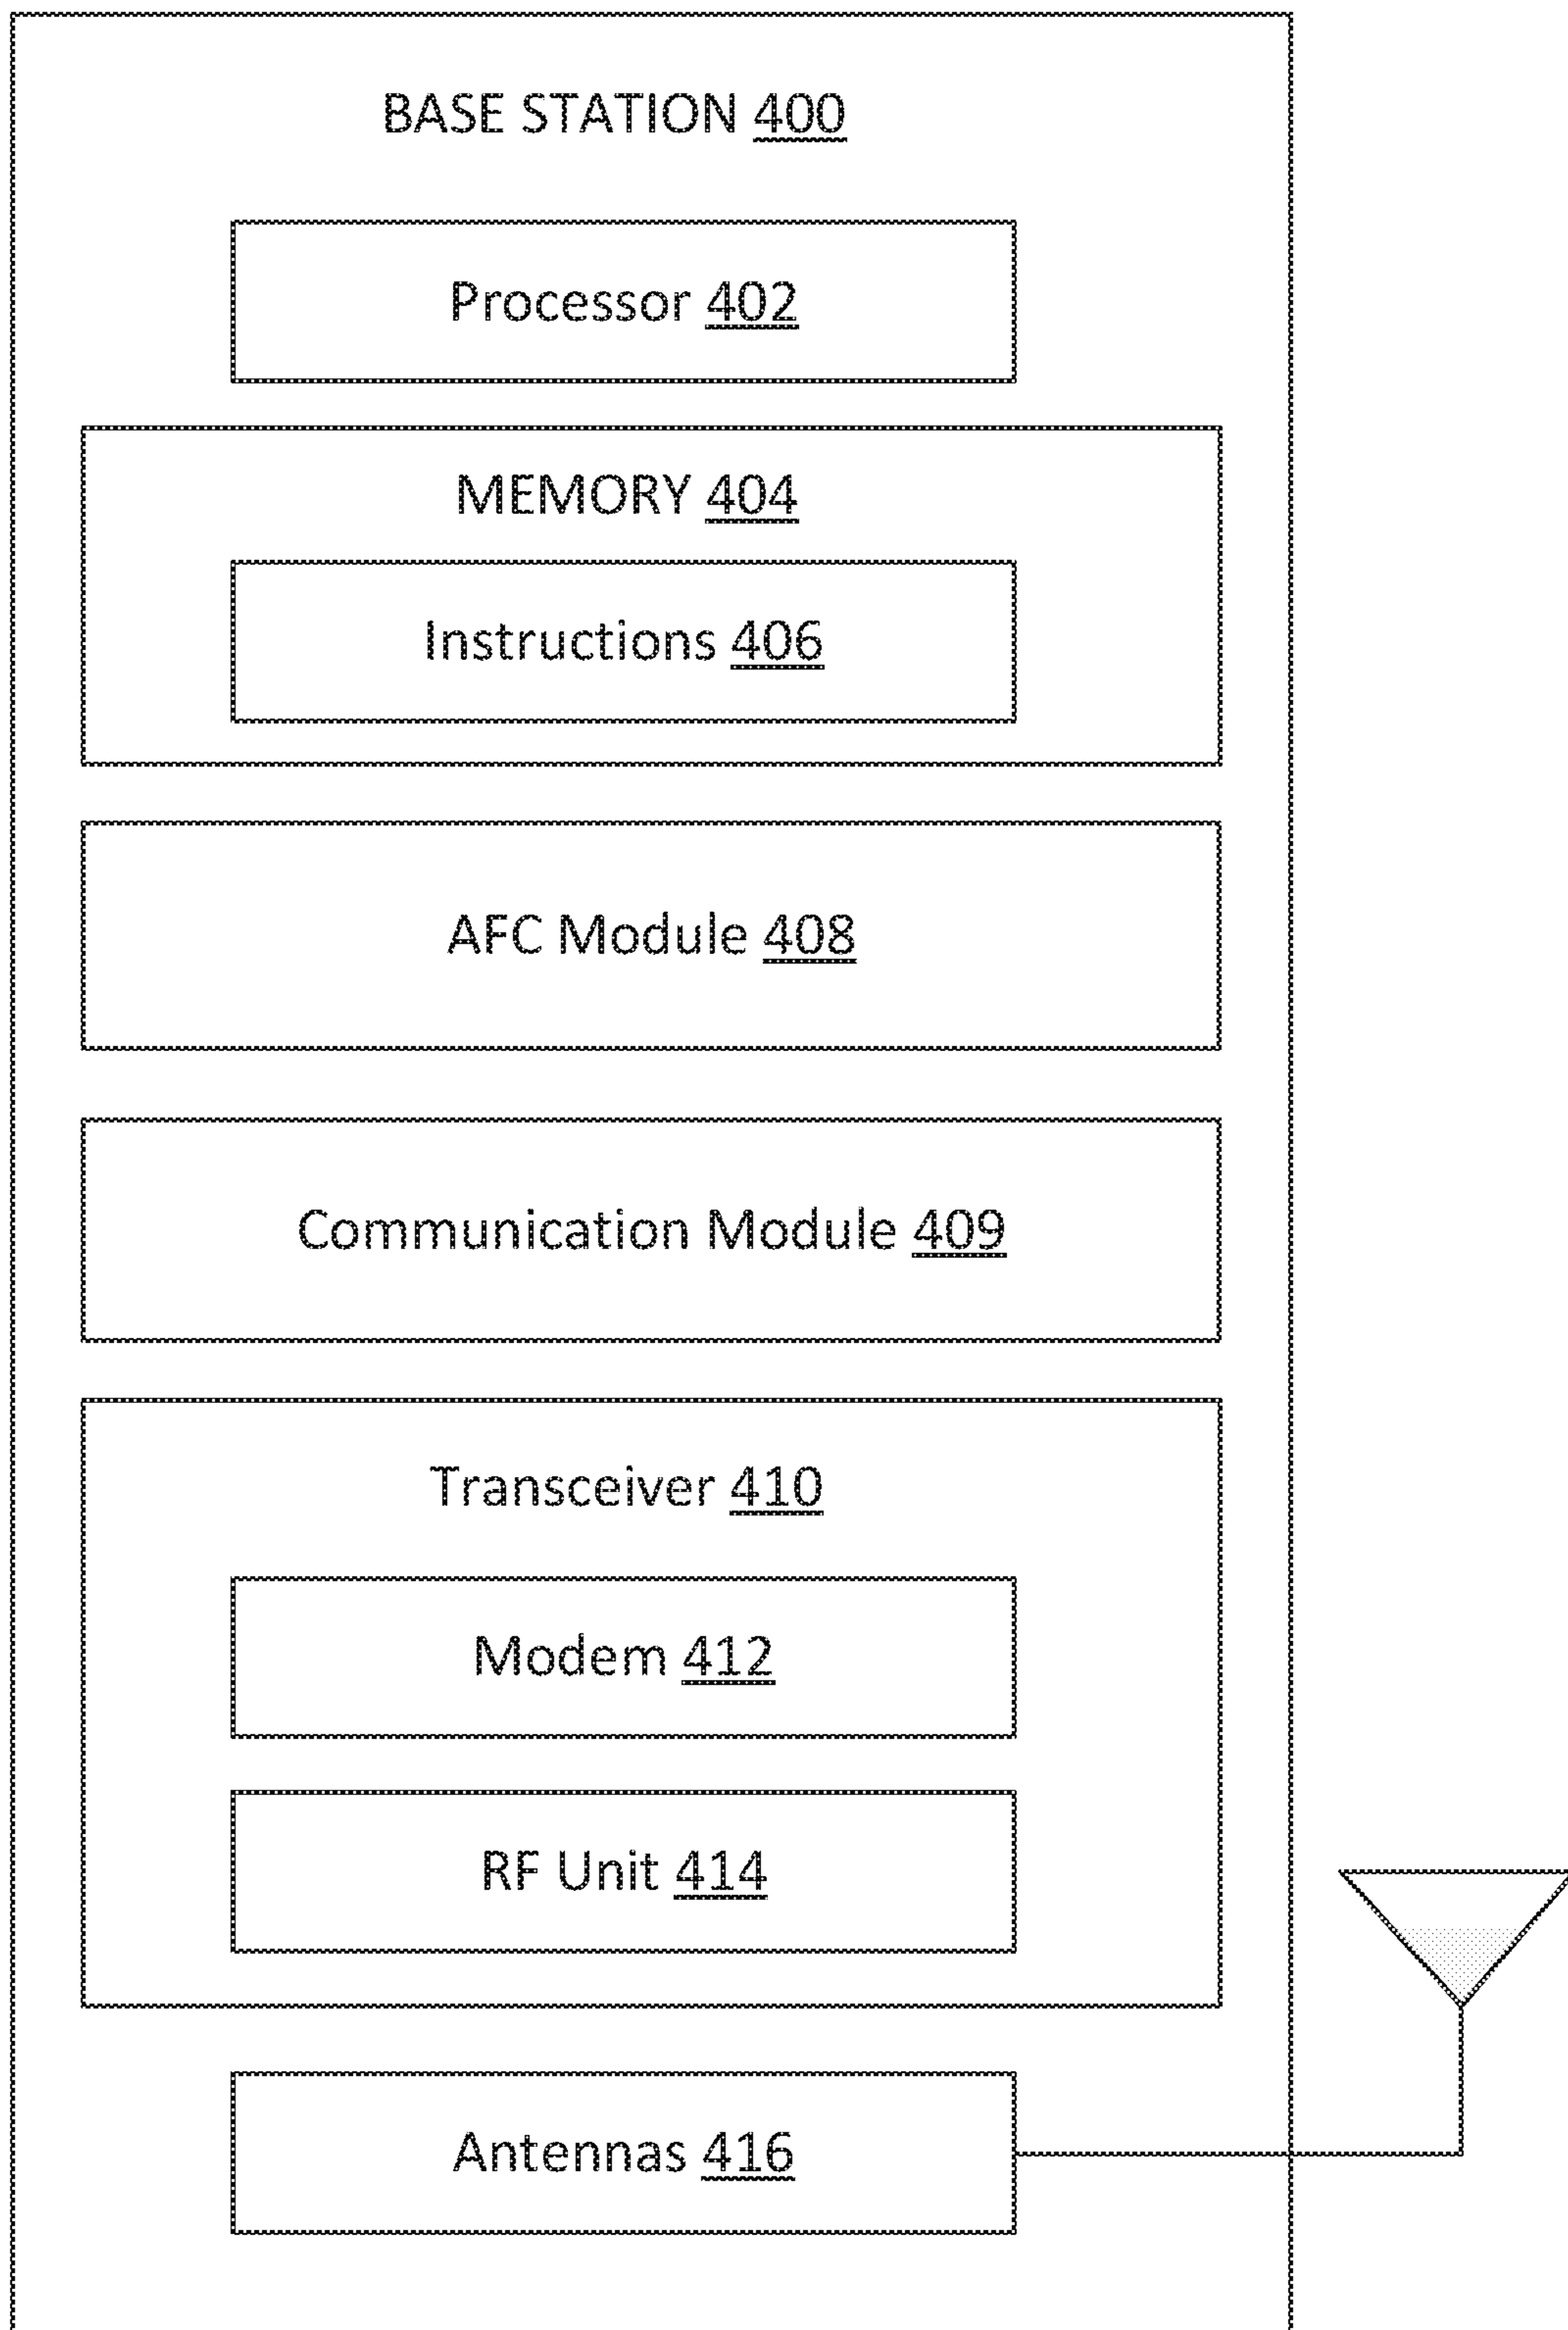 BASE STATION 400
Processor 402
MEMORY 404
Instructions 406
AFC Module 408
Communication Module 409
Transceiver 410
Modem 412
RF Unit 414
Antennas 416